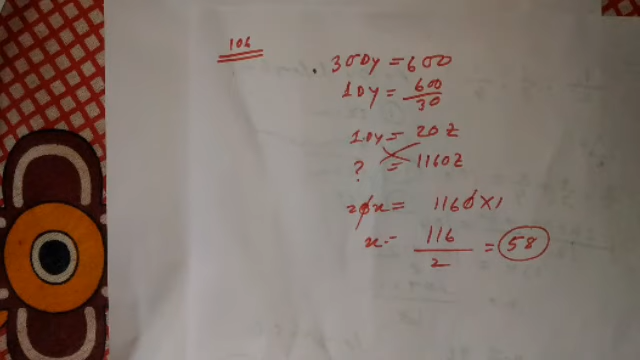 106
300y = 600
10y = 600/30
10y = 20z
? = 1160z
20x = 1160 x 1
x = 116/2 = 58